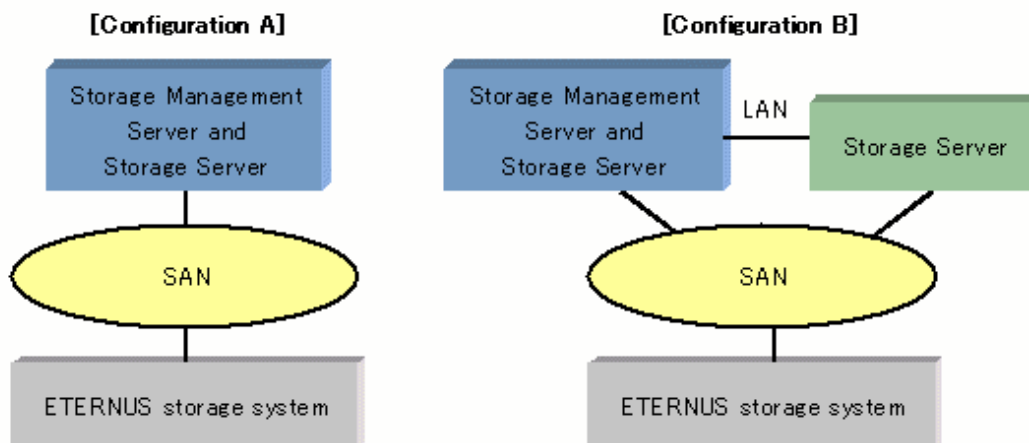 [Configuration A]
Storage Management
Server and
Storage Server
SAN
ETERNUS storage system
[Configuration B]
Storage Management
Server and
Storage Server
LAN
Storage Server
SAN
ETERNUS storage system